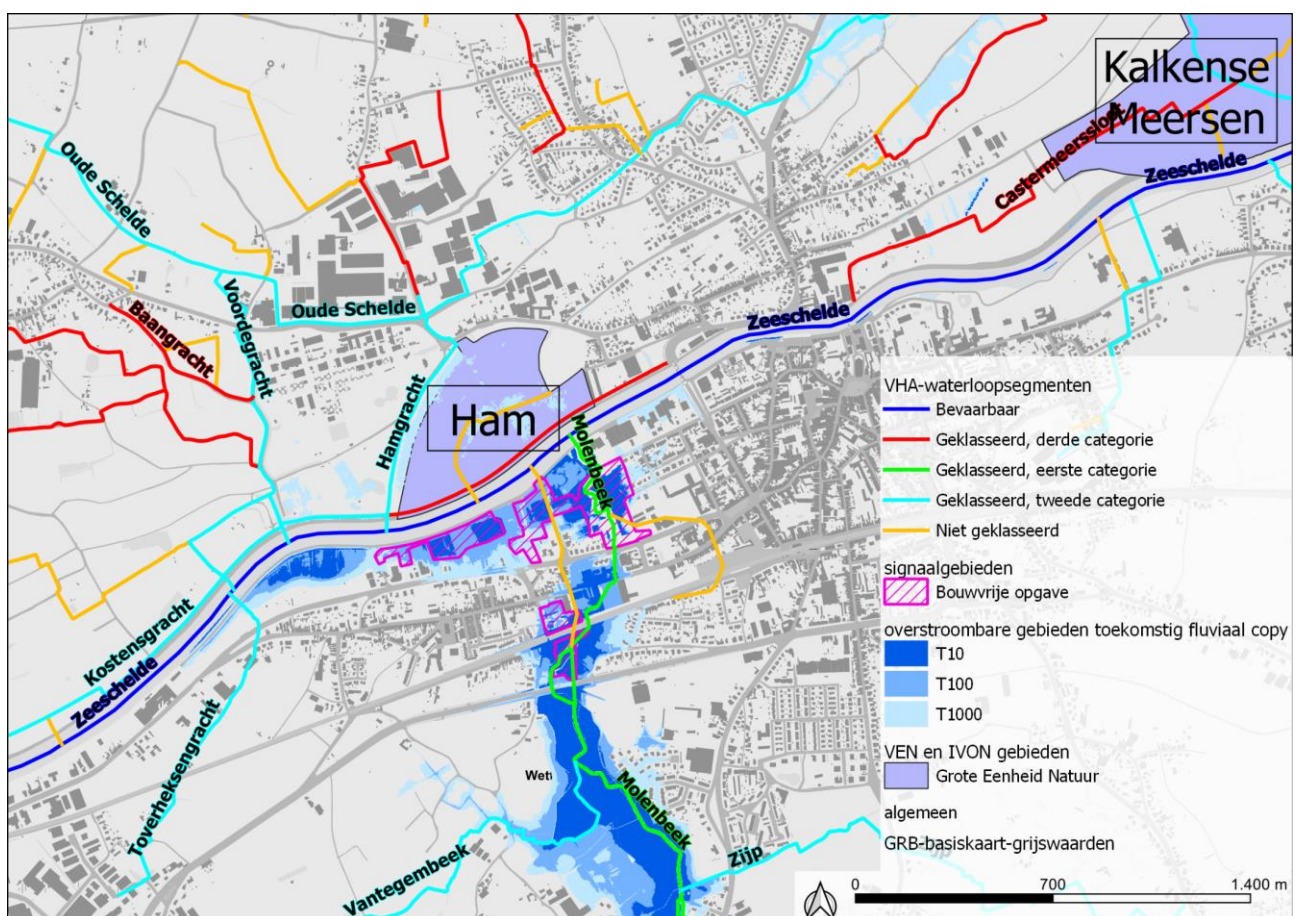 Kalkense
Meersen
Castermeerssloot
Zeeschelde
Oude Schelde
Voordegracht
Oude Schelde
Baangracht
Zeeschelde
Hamgracht
Ham
Molenbeek
Kostensgracht
Zeeschelde
Toverheksengracht
Wet
Molenbeek
Vantegembeek
Zijp
VHA-waterloopsegmenten
Bevaarbaar
Geklasseerd, derde categorie
Geklasseerd, eerste categorie
Geklasseerd, tweede categorie
Niet geklasseerd
signaalgebieden
Bouwvrije opgave
overstroombare gebieden toekomstig fluviaal copy
T10
T100
T1000
VEN en IVON gebieden
Grote Eenheid Natuur
algemeen
GRB-basiskaart-grijswaarden
0 700 1.400 m